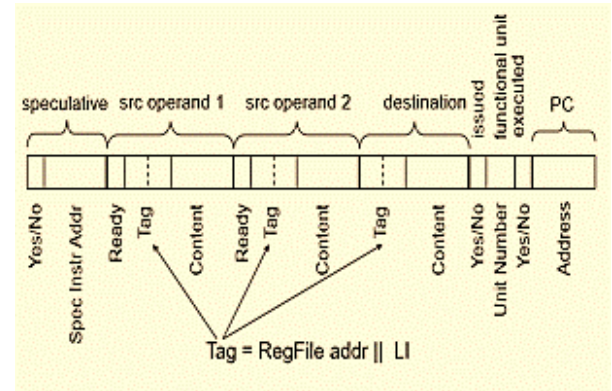 speculative src operand 1 src operand 2 destination issued functional unit executed PC
Yes/No Spec Instr Addr Ready Tag Content Ready Tag Content Tag Content Yes/No Unit Number Yes/No Address
Tag = RegFile addr || LI